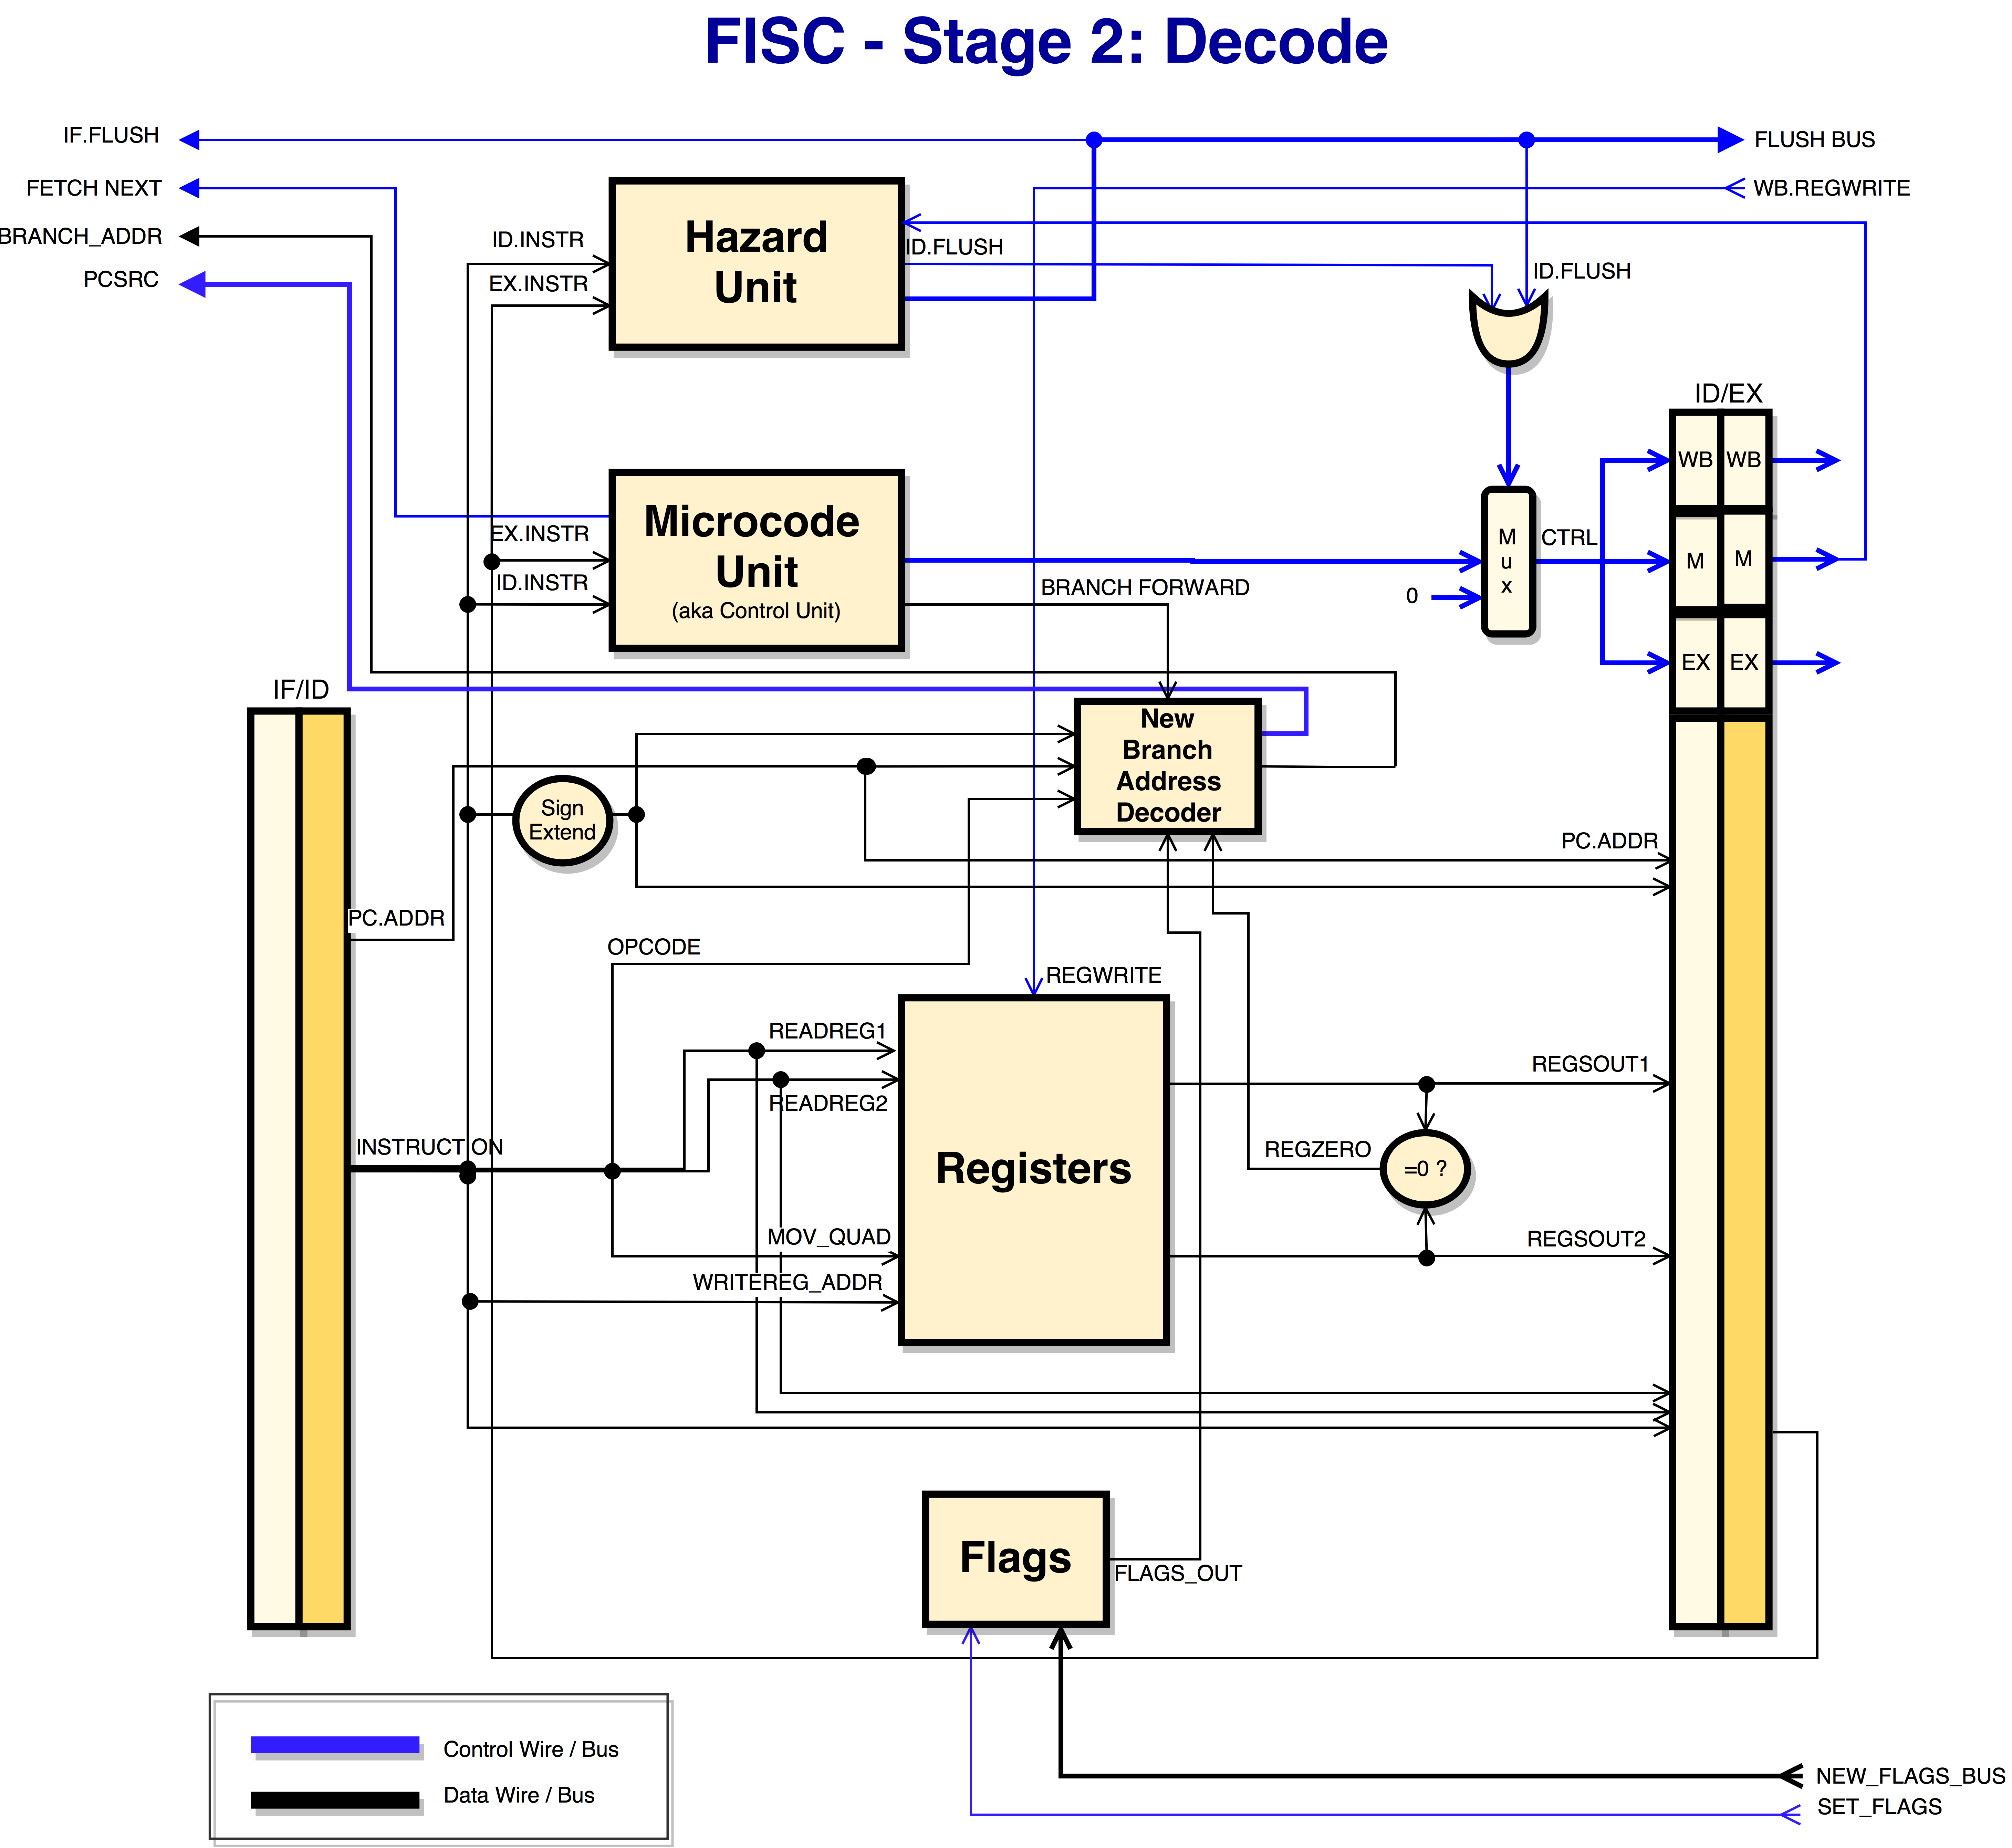 FISC - Stage 2: Decode
IF.FLUSH
FLUSH BUS
FETCH NEXT
WB.REGWRITE
BRANCH_ADDR
PCSRC
Hazard
Unit
ID.INSTR
EX.INSTR
ID.FLUSH
ID.FLUSH
ID/EX
WB
WB
M
M
EX
EX
Microcode
Unit
(aka Control Unit)
EX.INSTR
ID.INSTR
BRANCH FORWARD
M
u
x
CTRL
0
IF/ID
New
Branch
Address
Decoder
Sign
Extend
PC.ADDR
PC.ADDR
OPCODE
REGWRITE
READREG1
READREG2
INSTRUCTION
Registers
MOV_QUAD
WRITEREG_ADDR
REGSOUT1
REGZERO
=0 ?
REGSOUT2
Flags
FLAGS_OUT
Control Wire / Bus
Data Wire / Bus
NEW_FLAGS_BUS
SET_FLAGS